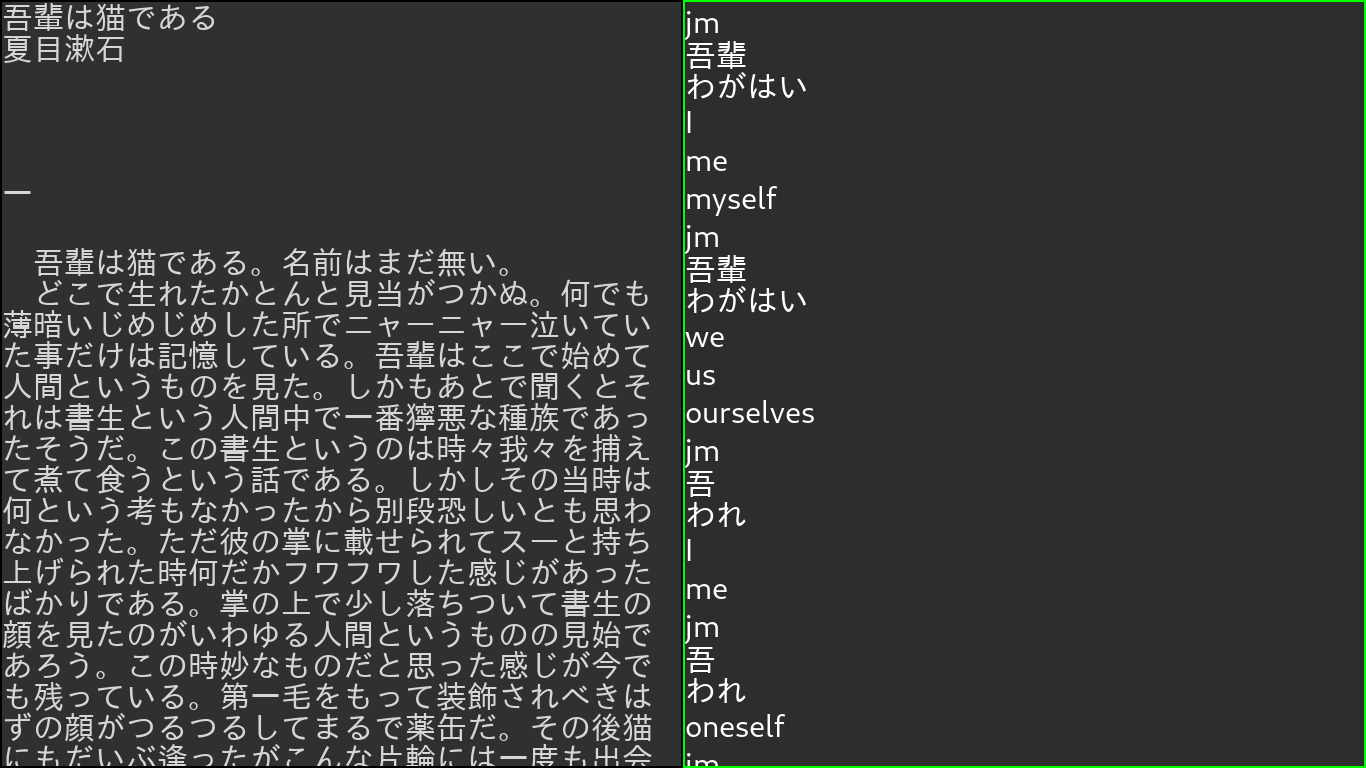 吾輩は猫である
夏目漱石
一
吾輩は猫である。名前はまだ無い。
どこで生れたかとんと見当がつかぬ。何でも
薄暗いじめじめした所でニャーニャー泣いてい
た事だけは記憶している。吾輩はここで始めて
人間というものを見た。しかもあとで聞くとそ
れは書生という人間中で一番獰悪な種族であっ
たそうだ。この書生というのは時々我々を捕え
て煮て食うという話である。しかしその当時は
何という考もなかったから別段恐しいとも思わ
なかった。ただ彼の掌に載せられてスーと持ち
上げられた時何だかフワフワした感じがあった
ばかりである。掌の上で少し落ちついて書生の
顔を見たのがいわゆる人間というものの見始で
あろう。この時妙なものだと思った感じが今で
も残っている。第一毛をもって装飾されべきは
ずの顔がつるつるしてまるで薬缶だ。その後猫
にもだいぶ逢ったがこんな片輪には一度も出会
jm
吾輩
わがはい
I
me
myself
jm
吾輩
わがはい
we
us
ourselves
jm
吾
われ
I
me
jm
吾
われ
oneself
jm